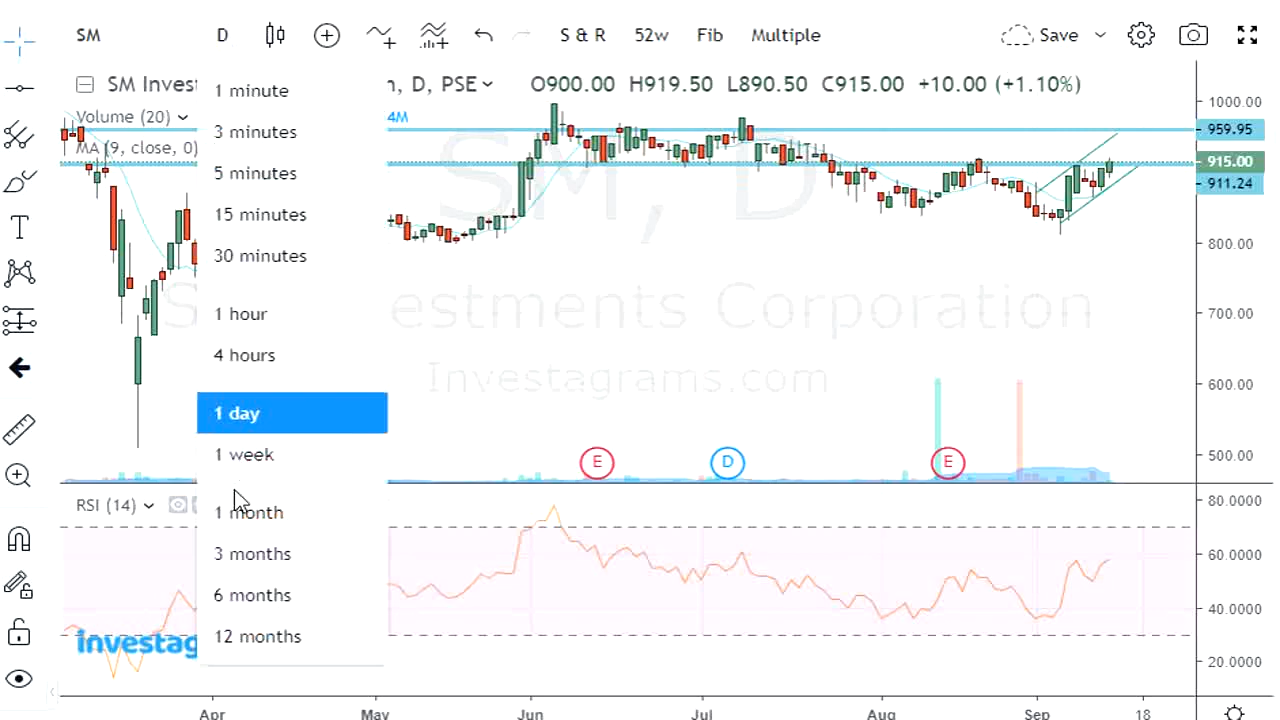 SM D S & R 52w Fib Multiple Save
SM Inves n, D, PSE O900.00 H919.50 L890.50 C915.00 +10.00 (+1.10%)
Volume (20) 4M
MA (9, close, 0)
1 minute
3 minutes
5 minutes
15 minutes
30 minutes
1 hour
4 hours
1 day
1 week
1 month
3 months
6 months
12 months
SM, D
S estments Corporation
Investagrams.com
E D E
1000.00
959.95
915.00
911.24
800.00
700.00
600.00
500.00
RSI (14)
80.0000
60.0000
40.0000
20.0000
investag
Apr May Jun Jul Aug Sep 18